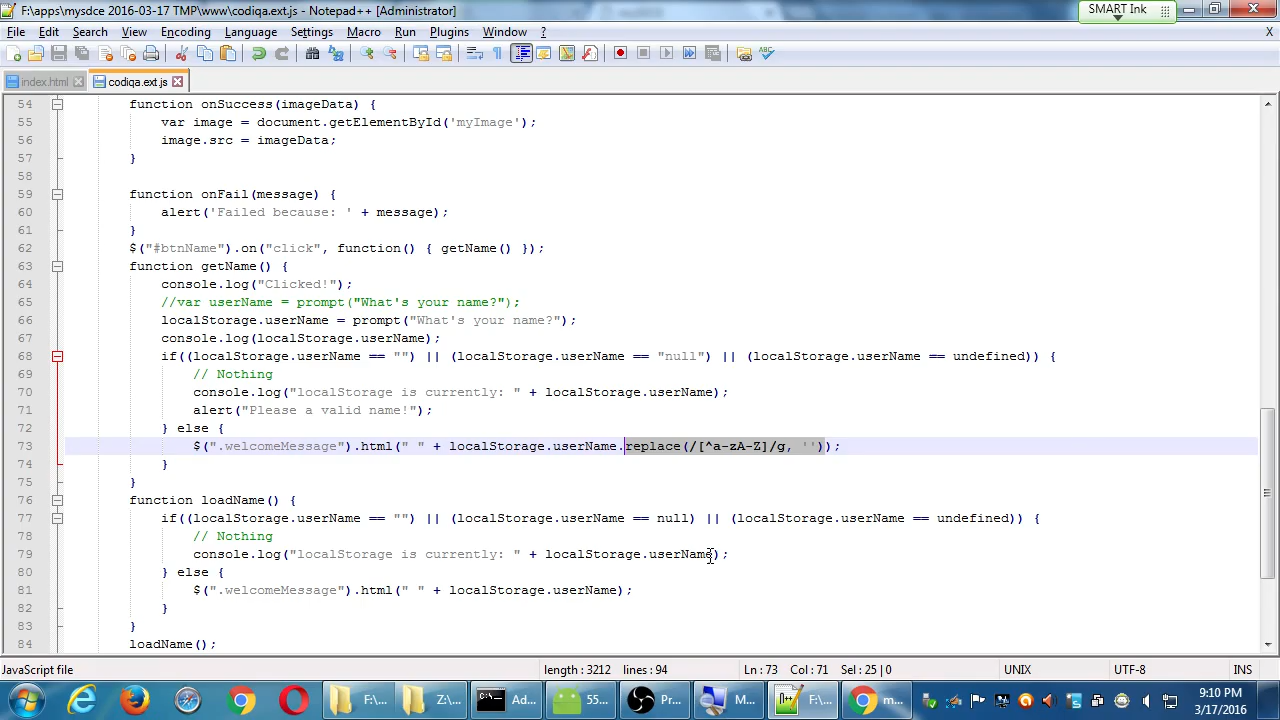 F:\apps\mysdce 2016-03-17 TMP\www\codiqa.ext.js - Notepad++ [Administrator]
SMART Ink
File Edit Search View Encoding Language Settings Macro Run Plugins Window ? X
index.html codiqa.ext.js
54 function onSuccess(imageData) {
55 var image = document.getElementById('myImage');
56 image.src = imageData;
57 }
58
59 function onFail(message) {
60 alert('Failed because: ' + message);
61 }
62 $("#btnName").on("click", function() { getName() });
63 function getName() {
64 console.log("Clicked!");
65 //var userName = prompt("What's your name?");
66 localStorage.userName = prompt("What's your name?");
67 console.log(localStorage.userName);
68 if((localStorage.userName == "") || (localStorage.userName == "null") || (localStorage.userName == undefined)) {
69 // Nothing
70 console.log("localStorage is currently: " + localStorage.userName);
71 alert("Please a valid name!");
72 } else {
73 $(".welcomeMessage").html(" " + localStorage.userName.replace(/[^a-zA-Z]/g, ''));
74 }
75 }
76 function loadName() {
77 if((localStorage.userName == "") || (localStorage.userName == null) || (localStorage.userName == undefined)) {
78 // Nothing
79 console.log("localStorage is currently: " + localStorage.userName);
80 } else {
81 $(".welcomeMessage").html(" " + localStorage.userName);
82 }
83 }
84 loadName();
JavaScript file length : 3212 lines : 94 Ln : 73 Col : 71 Sel : 25 | 0 UNIX UTF-8 INS
F:\... Z:\... Ad... 55... Pr... M... F:\... m... 9:10 PM
3/17/2016